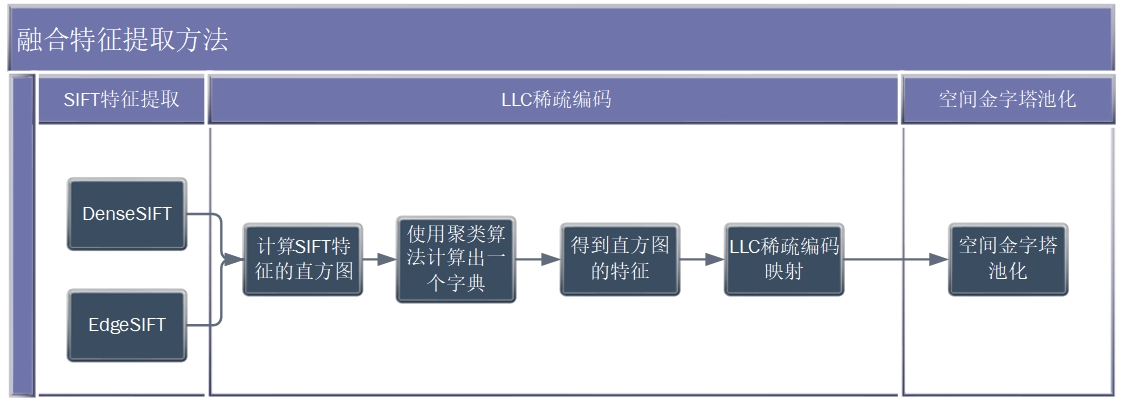 融合特征提取方法
SIFT特征提取
LLC稀疏编码
空间金字塔池化
DenseSIFT
EdgeSIFT
计算SIFT特
征的直方图
使用聚类算
法计算出一
个字典
得到直方图
的特征
LLC稀疏编码
映射
空间金字塔
池化